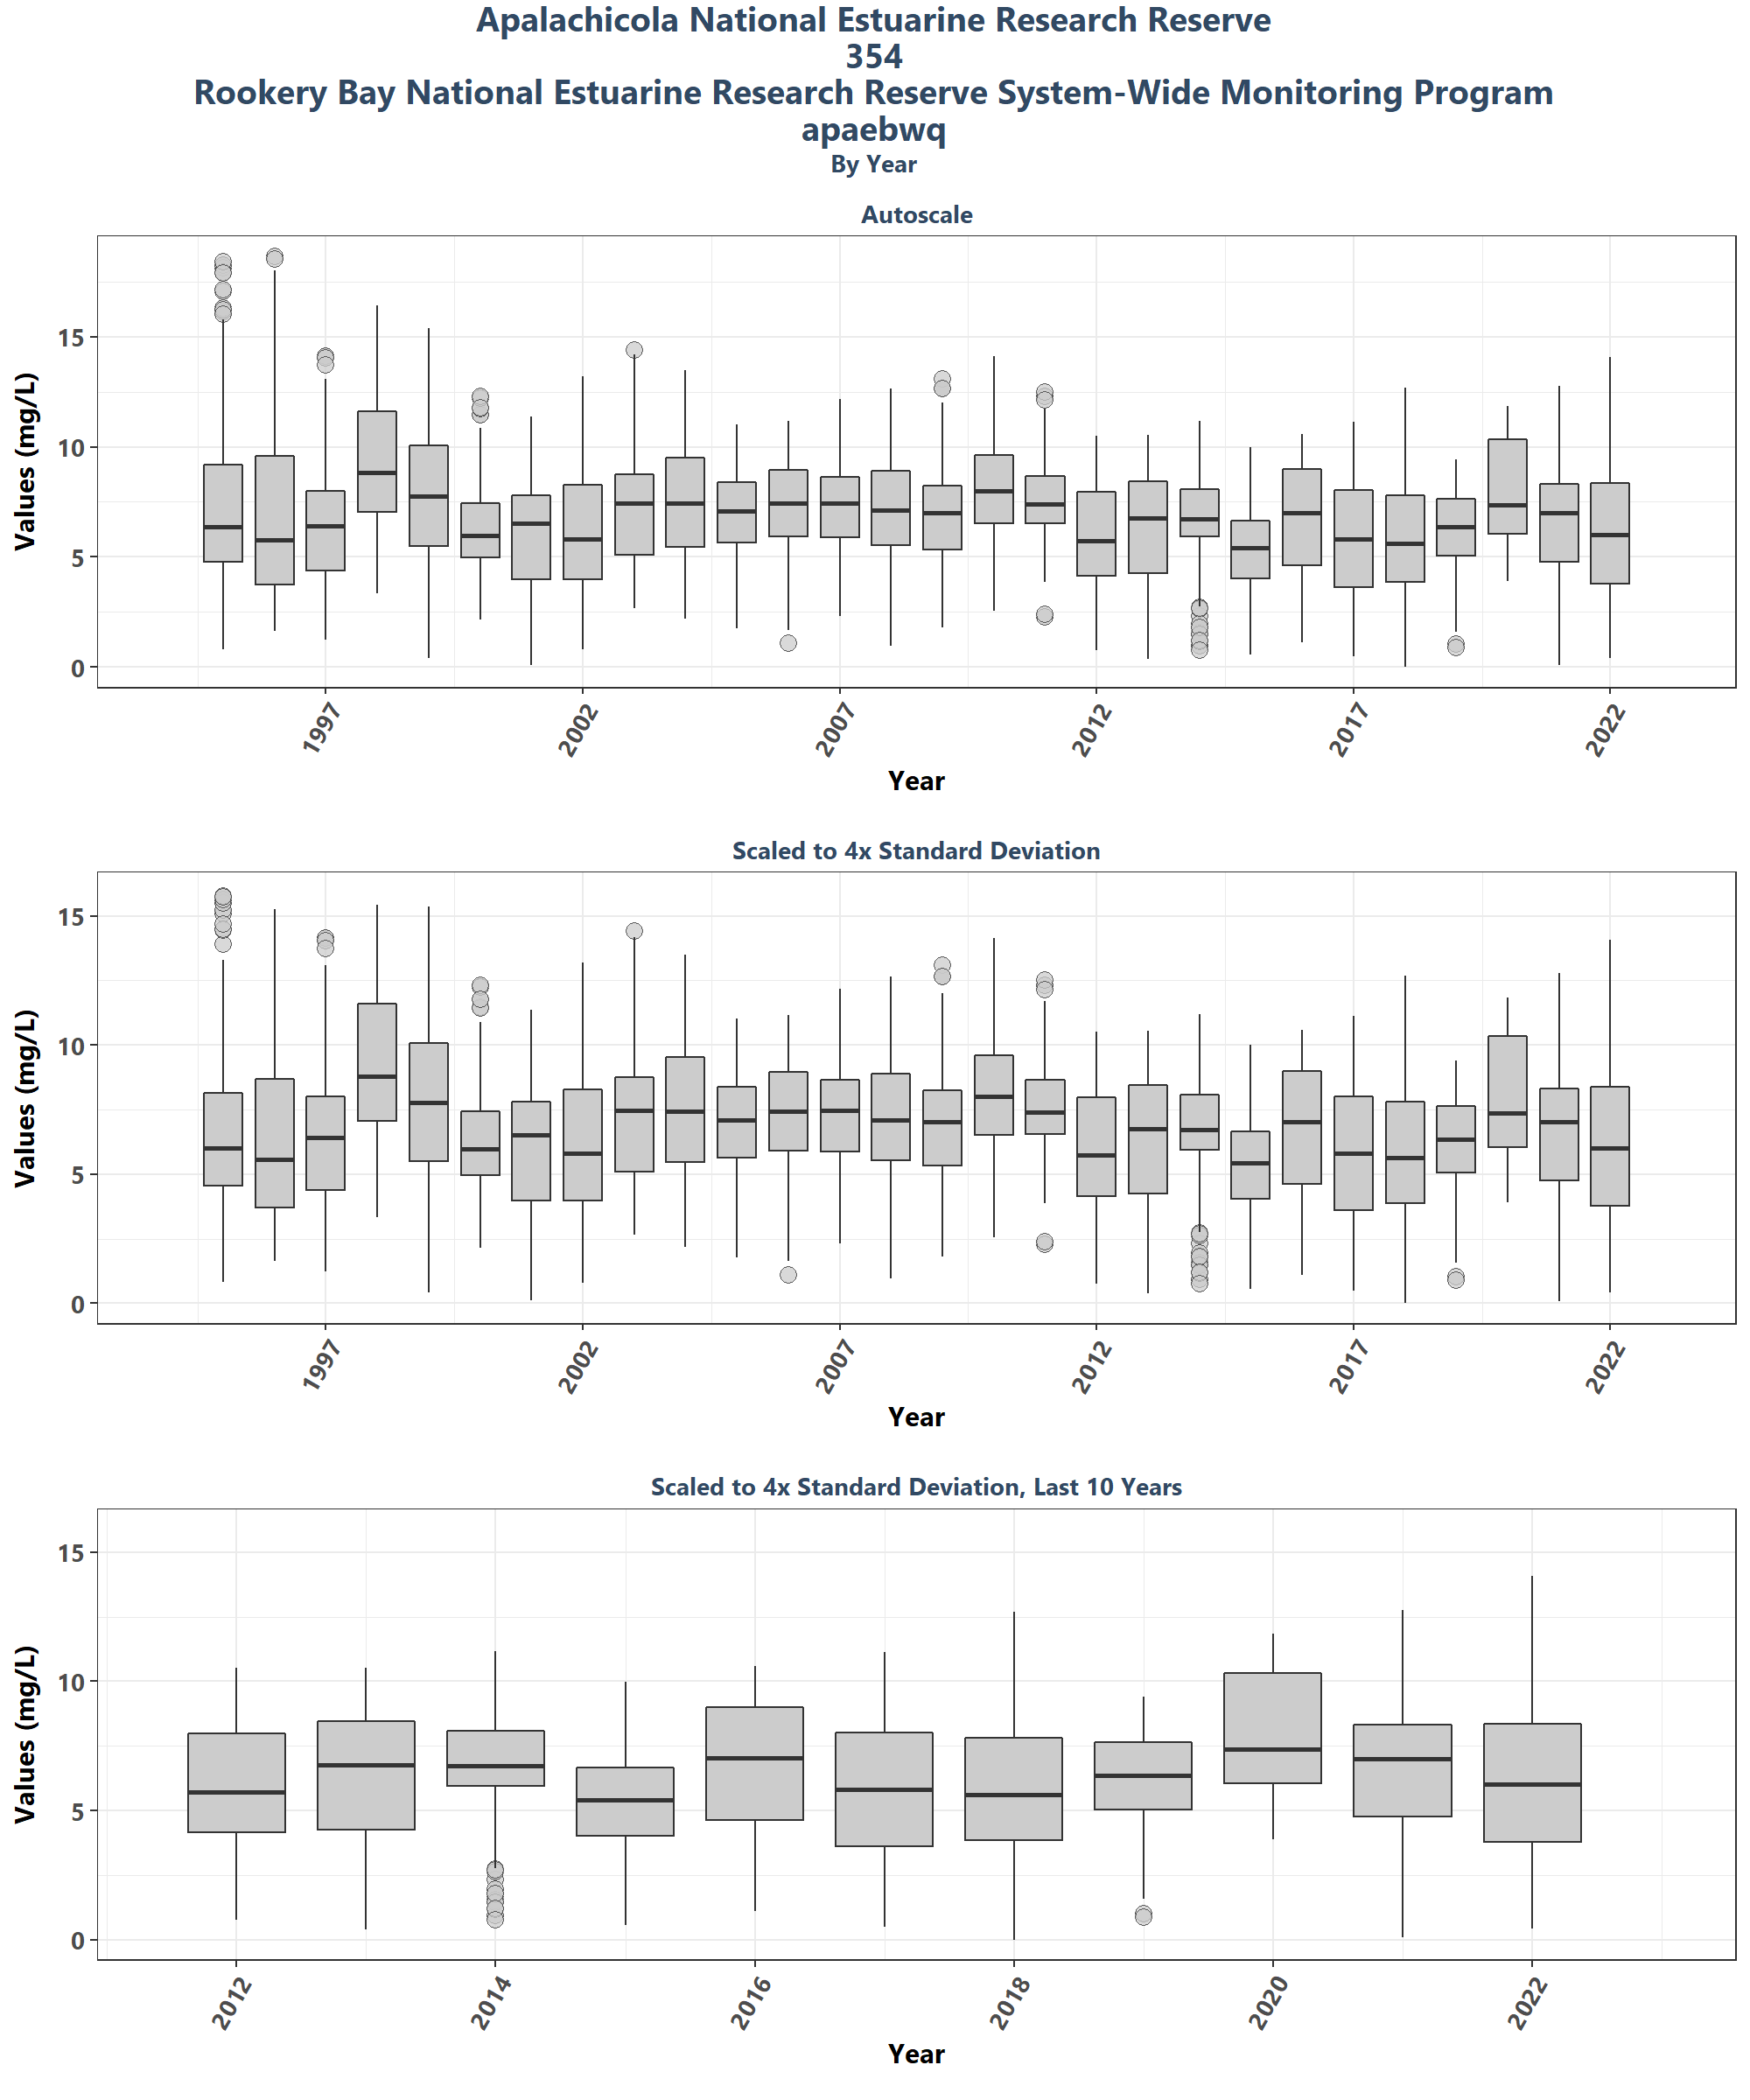 Apalachicola National Estuarine Research Reserve
354
Rookery Bay National Estuarine Research Reserve System-Wide Monitoring Program
apaebwq
By Year
Autoscale
Values (mg/L)
15
10
5
0
1997 2002 2007 2012 2017 2022
Year
Scaled to 4x Standard Deviation
Values (mg/L)
15
10
5
0
1997 2002 2007 2012 2017 2022
Year
Scaled to 4x Standard Deviation, Last 10 Years
Values (mg/L)
15
10
5
0
2012 2014 2016 2018 2020 2022
Year